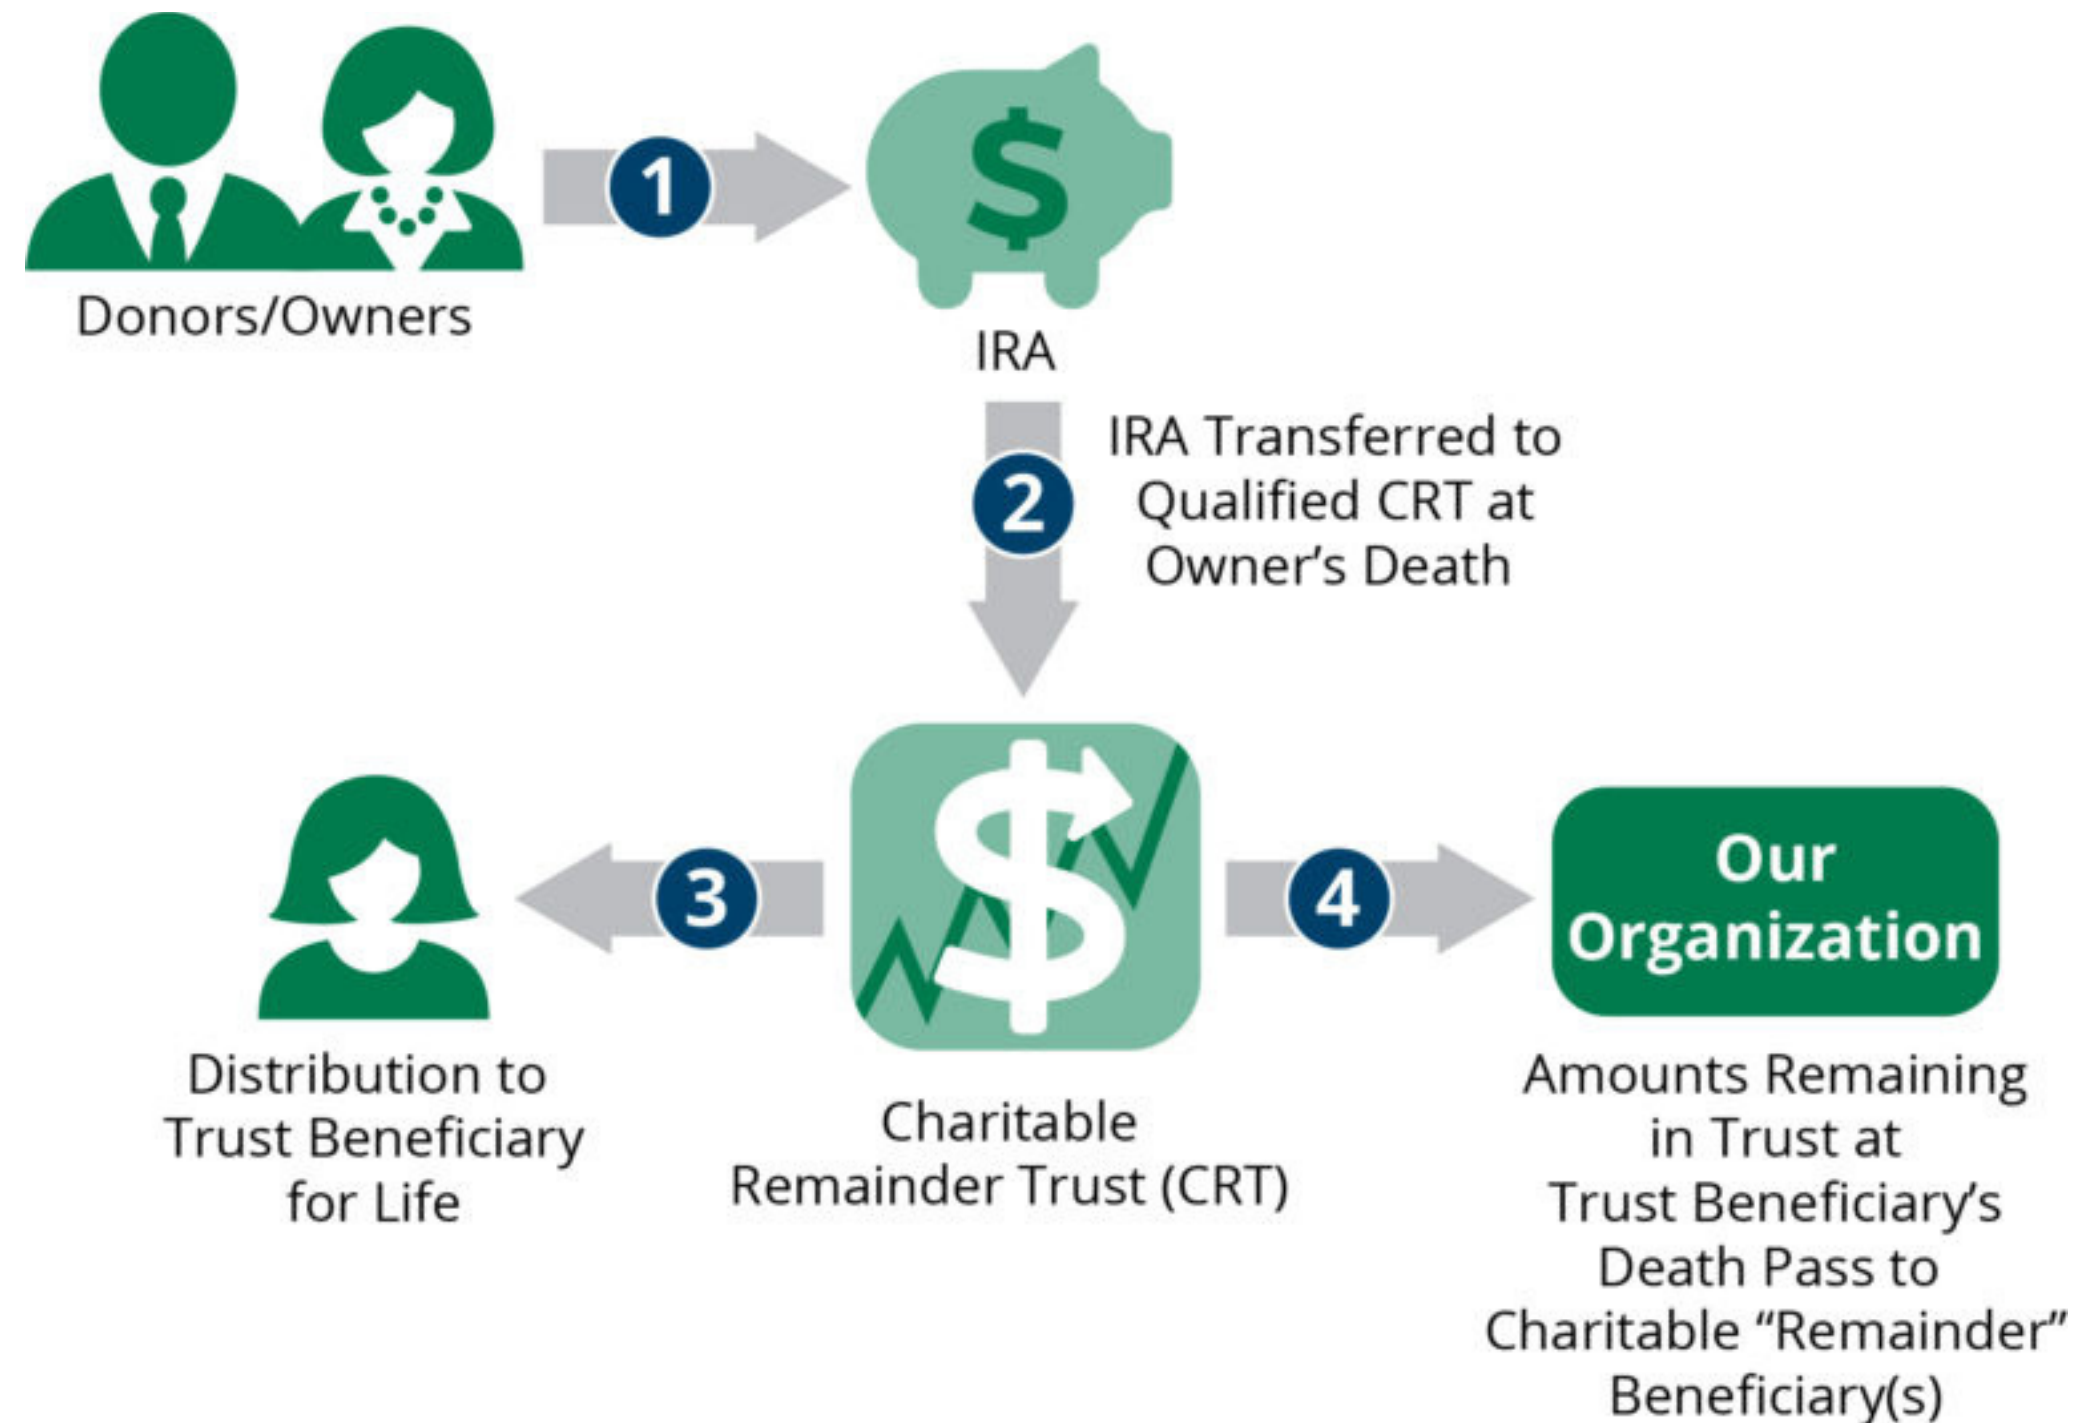 1
$
Donors/Owners
IRA
2
IRA Transferred to
Qualified CRT at
Owner’s Death
3
$
4
Our
Organization
Distribution to
Trust Beneficiary
for Life
Charitable
Remainder Trust (CRT)
Amounts Remaining
in Trust at
Trust Beneficiary’s
Death Pass to
Charitable “Remainder”
Beneficiary(s)